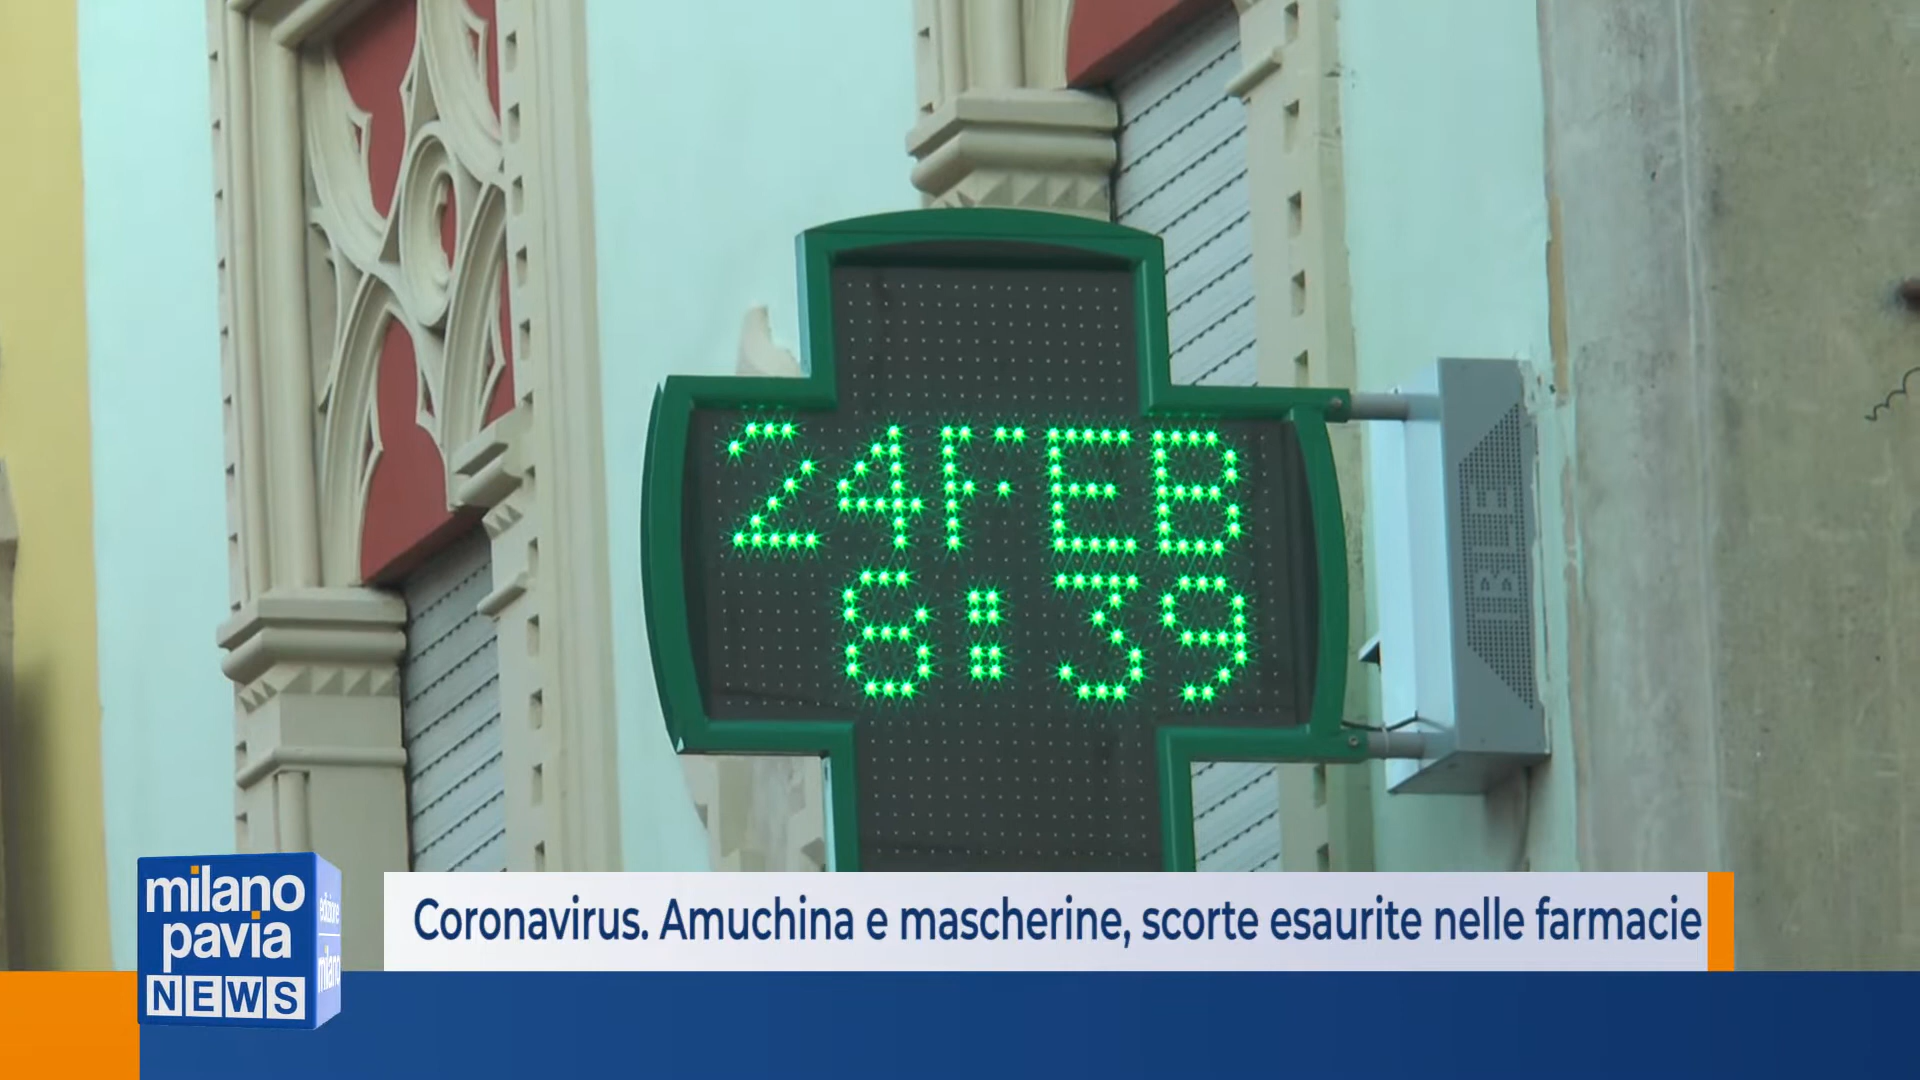 24FEB
6:39
milano
pavia
NEWS
edizione
milano
Coronavirus. Amuchina e mascherine, scorte esaurite nelle farmacie